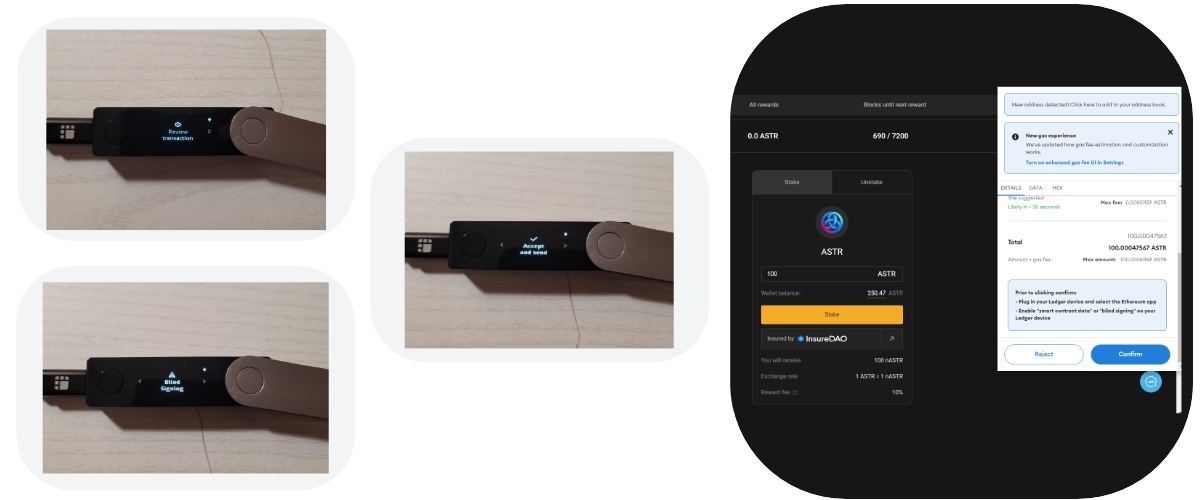 Review
transaction
Blind
Signing
Accept
and send
All rewards
Blocks until next reward
0.0 ASTR
690 / 7200
Stake
Unstake
ASTR
100
ASTR
Wallet balance:
250.47 ASTR
Stake
Insured by InsureDAO
You will receive
100 nASTR
Exchange rate
1 ASTR = 1 nASTR
Reward fee
10%
New address detected! Click here to add to your address book.
New gas experience
We've updated how gas fee estimation and customization
works.
Turn on enhanced gas fee UI in Settings
DETAILS
DATA
HEX
Site suggested
Likely in < 30 seconds
Max fee:
ASTR
Total
100.00047567
100.00047567 ASTR
Amount + gas fee
Max amount:
ASTR
Prior to clicking confirm:
- Plug in your Ledger device and select the Ethereum app
- Enable "smart contract data" or "blind signing" on your
Ledger device
Reject
Confirm